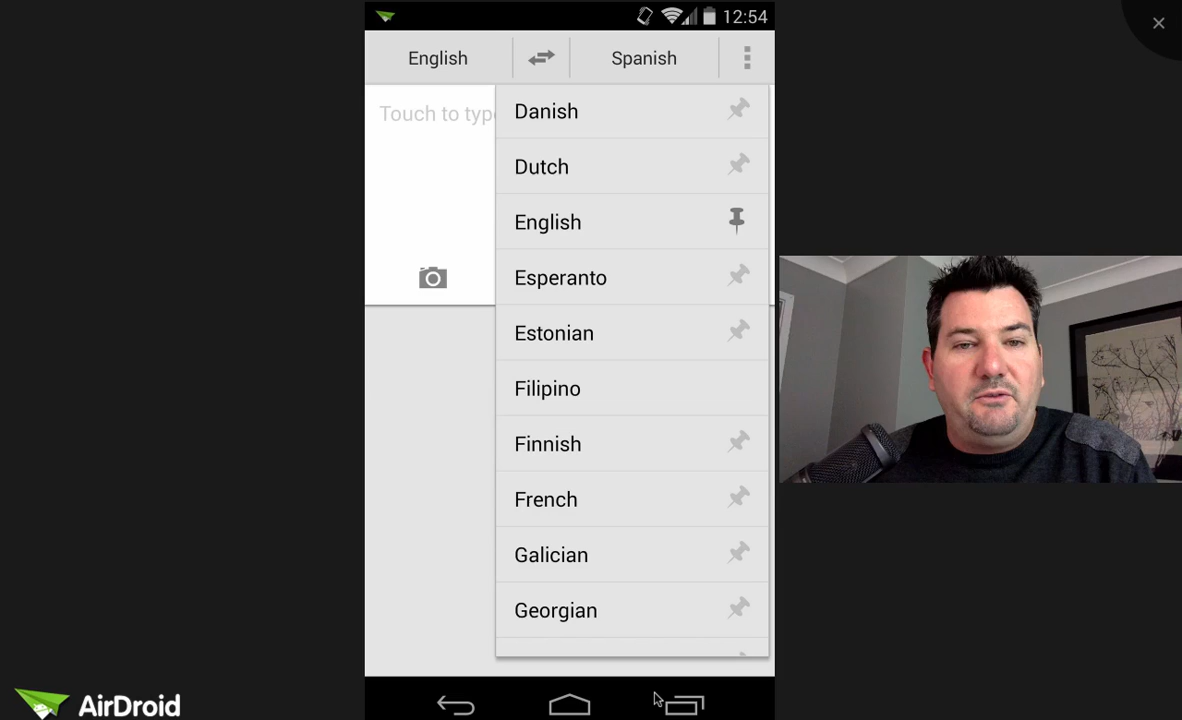 12:54
English
Spanish
Touch to typ
Danish
Dutch
English
Esperanto
Estonian
Filipino
Finnish
French
Galician
Georgian
AirDroid